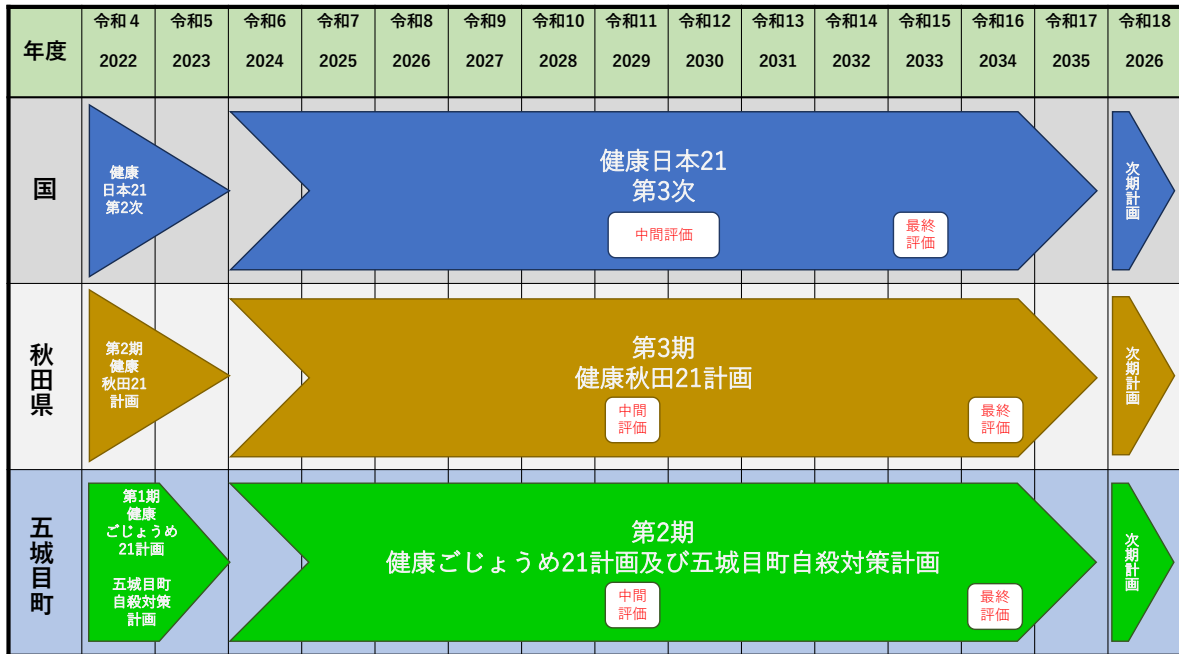 年度
令和４ 令和5 令和6 令和7 令和8 令和9 令和10 令和11 令和12 令和13 令和14 令和15 令和16 令和17 令和18
2022 2023 2024 2025 2026 2027 2028 2029 2030 2031 2032 2033 2034 2035 2026
国
健康
日本21
第2次
健康日本21
第3次
中間評価
最終
評価
次期計画
秋田県
第2期
健康
秋田21
計画
第3期
健康秋田21計画
中間
評価
最終
評価
次期計画
五城目町
第1期
健康
ごじょうめ
21計画
五城目町
自殺対策
計画
第2期
健康ごじょうめ21計画及び五城目町自殺対策計画
中間
評価
最終
評価
次期計画